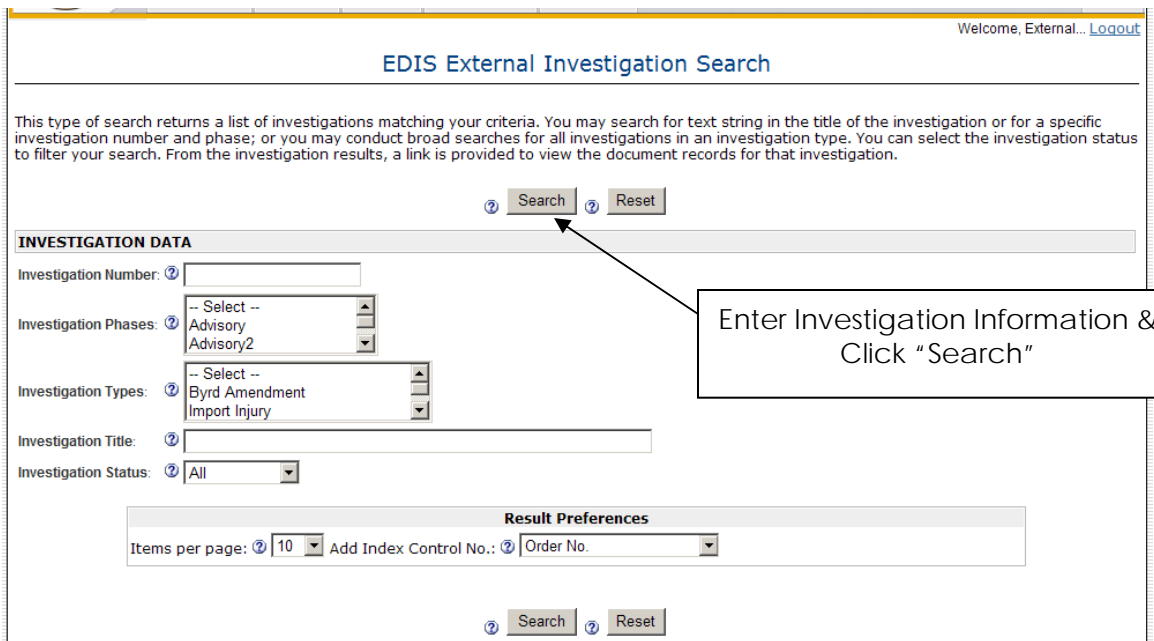 Welcome, External... Logout
EDIS External Investigation Search
This type of search returns a list of investigations matching your criteria. You may search for text string in the title of the investigation or for a specific
investigation number and phase; or you may conduct broad searches for all investigations in an investigation type. You can select the investigation status
to filter your search. From the investigation results, a link is provided to view the document records for that investigation.
? Search ? Reset
INVESTIGATION DATA
Investigation Number: ?
Investigation Phases: ? -- Select --
Advisory
Advisory2
Enter Investigation Information &
Click “Search”
Investigation Types: ? -- Select --
Byrd Amendment
Import Injury
Investigation Title: ?
Investigation Status: ? All
Result Preferences
Items per page: ? 10 Add Index Control No.: ? Order No.
? Search ? Reset